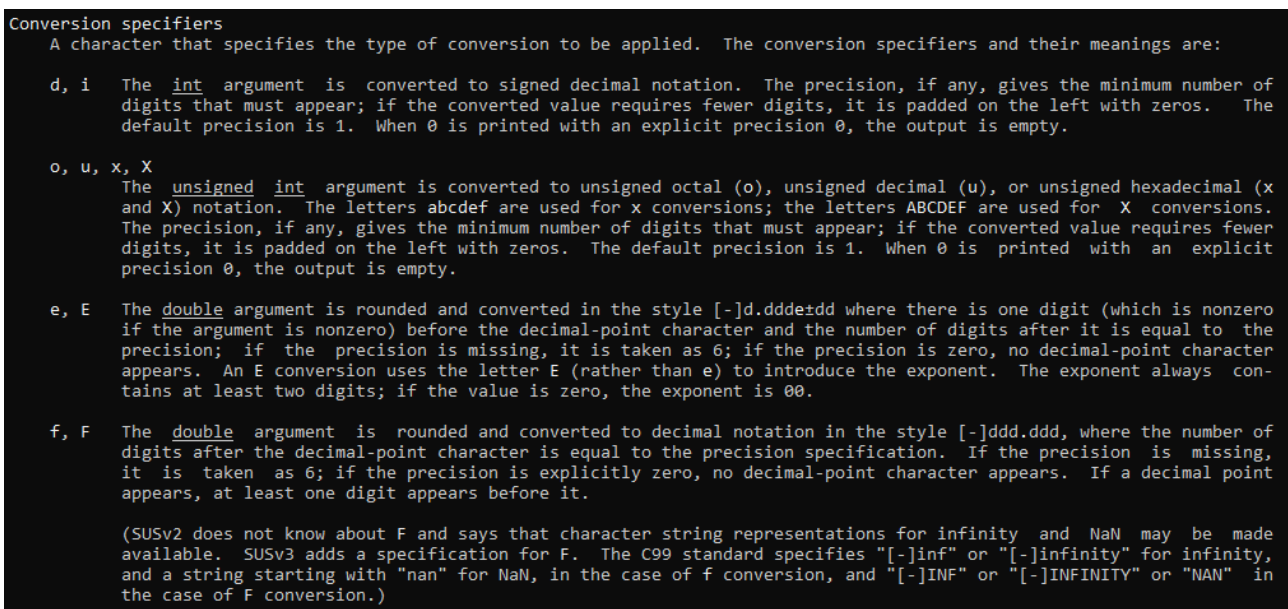 Conversion specifiers
A character that specifies the type of conversion to be applied. The conversion specifiers and their meanings are:
d, i The int argument is converted to signed decimal notation. The precision, if any, gives the minimum number of
digits that must appear; if the converted value requires fewer digits, it is padded on the left with zeros. The
default precision is 1. When 0 is printed with an explicit precision 0, the output is empty.
o, u, x, X
The unsigned int argument is converted to unsigned octal (o), unsigned decimal (u), or unsigned hexadecimal (x
and X) notation. The letters abcdef are used for x conversions; the letters ABCDEF are used for X conversions.
The precision, if any, gives the minimum number of digits that must appear; if the converted value requires fewer
digits, it is padded on the left with zeros. The default precision is 1. When 0 is printed with an explicit
precision 0, the output is empty.
e, E The double argument is rounded and converted in the style [-]d.ddde±dd where there is one digit (which is nonzero
if the argument is nonzero) before the decimal-point character and the number of digits after it is equal to the
precision; if the precision is missing, it is taken as 6; if the precision is zero, no decimal-point character
appears. An E conversion uses the letter E (rather than e) to introduce the exponent. The exponent always con-
tains at least two digits; if the value is zero, the exponent is 00.
f, F The double argument is rounded and converted to decimal notation in the style [-]ddd.ddd, where the number of
digits after the decimal-point character is equal to the precision specification. If the precision is missing,
it is taken as 6; if the precision is explicitly zero, no decimal-point character appears. If a decimal point
appears, at least one digit appears before it.
(SUSv2 does not know about F and says that character string representations for infinity and NaN may be made
available. SUSv3 adds a specification for F. The C99 standard specifies "[-]inf" or "[-]infinity" for infinity,
and a string starting with "nan" for NaN, in the case of f conversion, and "[-]INF" or "[-]INFINITY" or "NAN" in
the case of F conversion.)